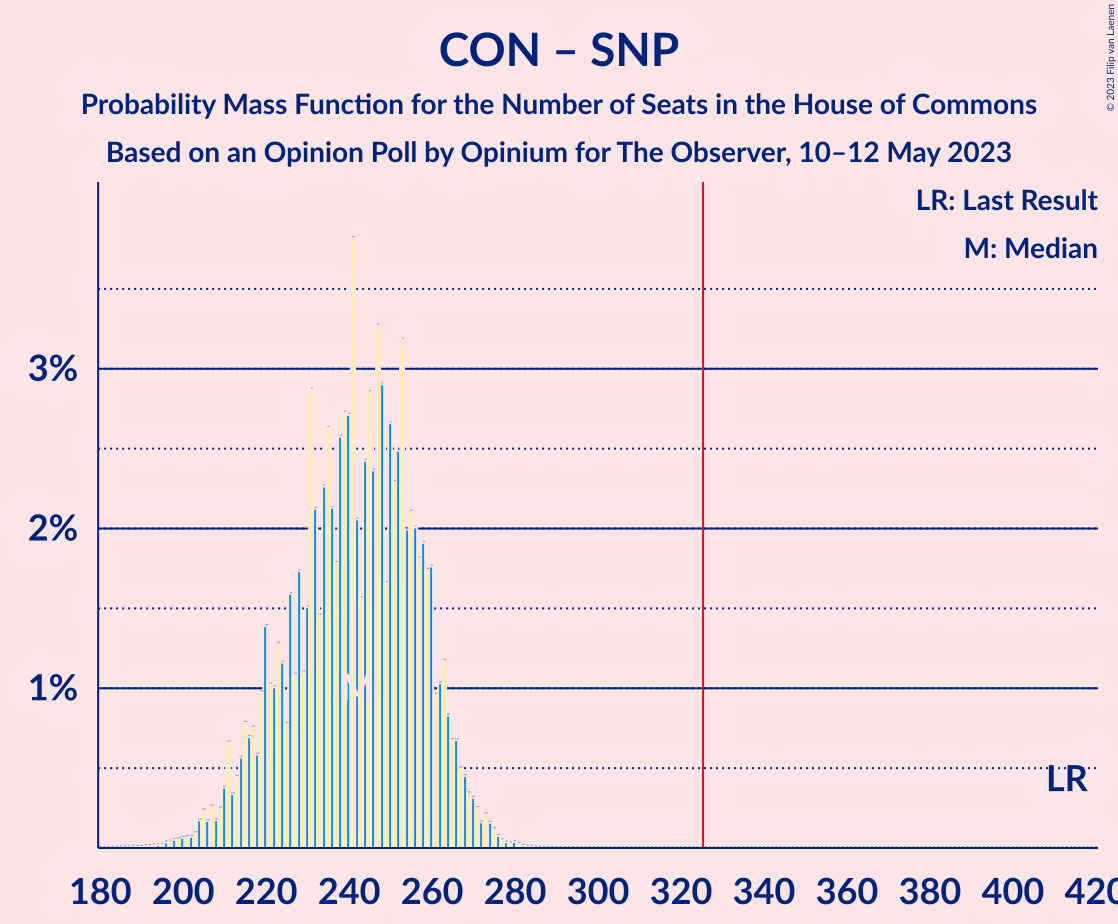 CON – SNP
Probability Mass Function for the Number of Seats in the House of Commons
Based on an Opinion Poll by Opinium for The Observer, 10–12 May 2023
© 2023 Filip van Laenen
LR: Last Result
M: Median
3%
2%
1%
M
LR
180 200 220 240 260 280 300 320 340 360 380 400 420